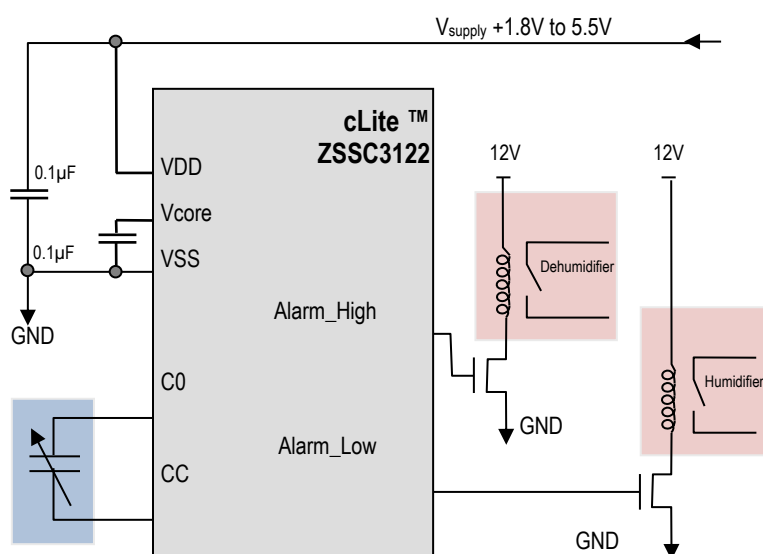 Vsupply +1.8V to 5.5V
cLite ™
ZSSC3122
12V
12V
VDD
0.1µF
Vcore
0.1µF
VSS
Dehumidifier
GND
Alarm_High
C0
Humidifier
GND
Alarm_Low
CC
GND